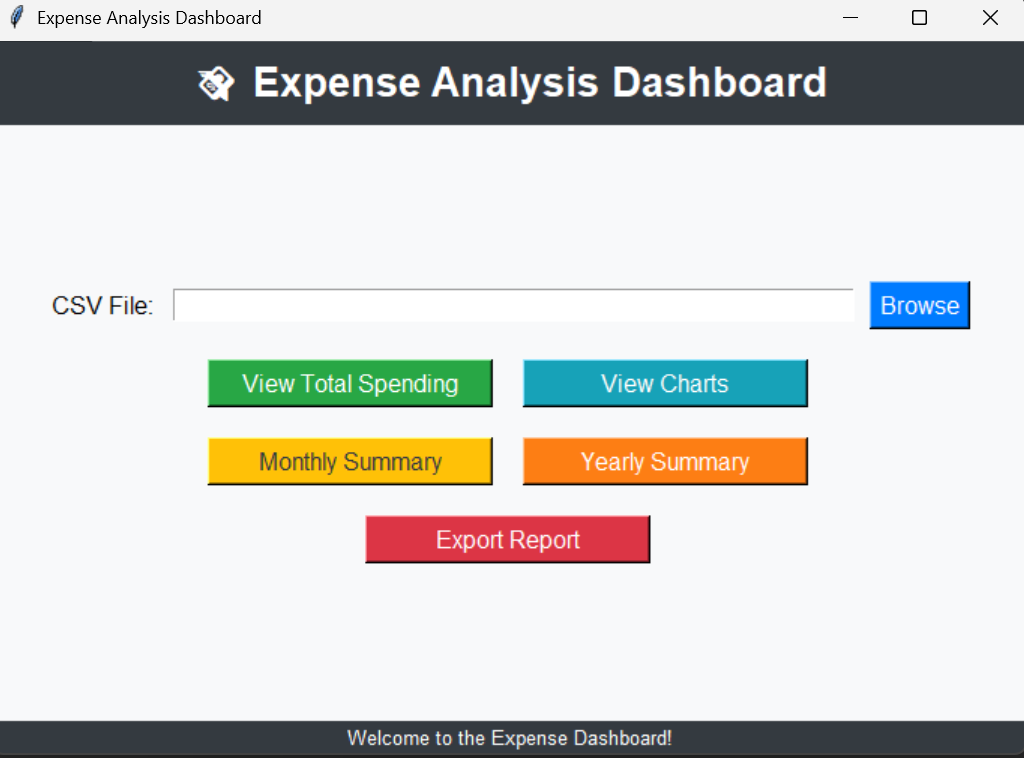 Expense Analysis Dashboard
Expense Analysis Dashboard
CSV File: Browse
View Total Spending View Charts
Monthly Summary Yearly Summary
Export Report
Welcome to the Expense Dashboard!